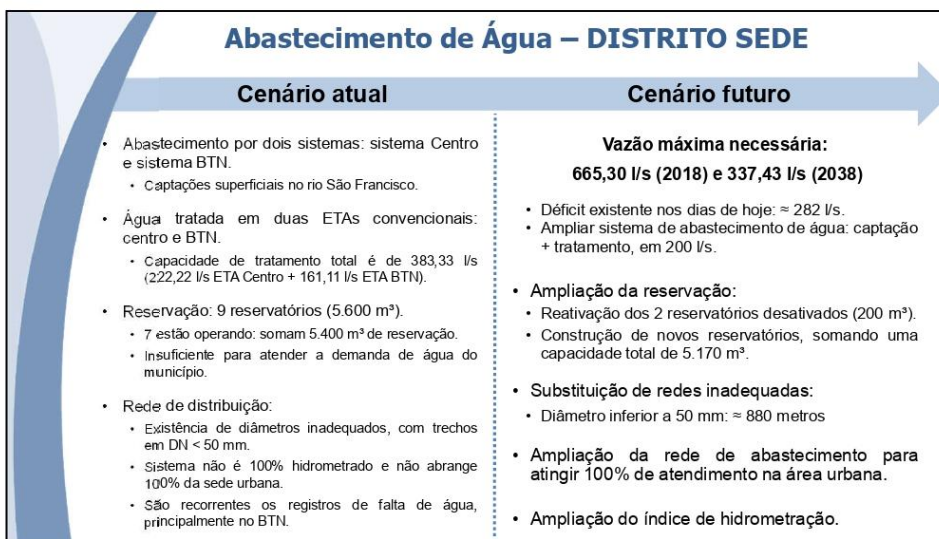 Abastecimento de Água – DISTRITO SEDE
Cenário atual
• Abastecimento por dois sistemas: sistema Centro
e sistema BTN.
• Captações superficiais no rio São Francisco.
• Água tratada em duas ETAs convencionais:
centro e BTN.
• Capacidade de tratamento total é de 383,33 l/s
(222,22 l/s ETA Centro + 161,11 l/s ETA BTN).
• Reservação: 9 reservatórios (5.600 m³).
• 7 estão operando: somam 5.400 m³ de reservação.
• Insuficiente para atender a demanda de água do
município.
• Rede de distribuição:
• Existência de diâmetros inadequados, com trechos
em DN < 50 mm.
• Sistema não é 100% hidrometrado e não abrange
100% da sede urbana.
• São recorrentes os registros de falta de água,
principalmente no BTN.
Cenário futuro
Vazão máxima necessária:
665,30 l/s (2018) e 337,43 l/s (2038)
• Déficit existente nos dias de hoje: ≈ 282 l/s.
• Ampliar sistema de abastecimento de água: captação
+ tratamento, em 200 l/s.
• Ampliação da reservação:
• Reativação dos 2 reservatórios desativados (200 m³).
• Construção de novos reservatórios, somando uma
capacidade total de 5.170 m³.
• Substituição de redes inadequadas:
• Diâmetro inferior a 50 mm: ≈ 880 metros
• Ampliação da rede de abastecimento para
atingir 100% de atendimento na área urbana.
• Ampliação do índice de hidrometração.